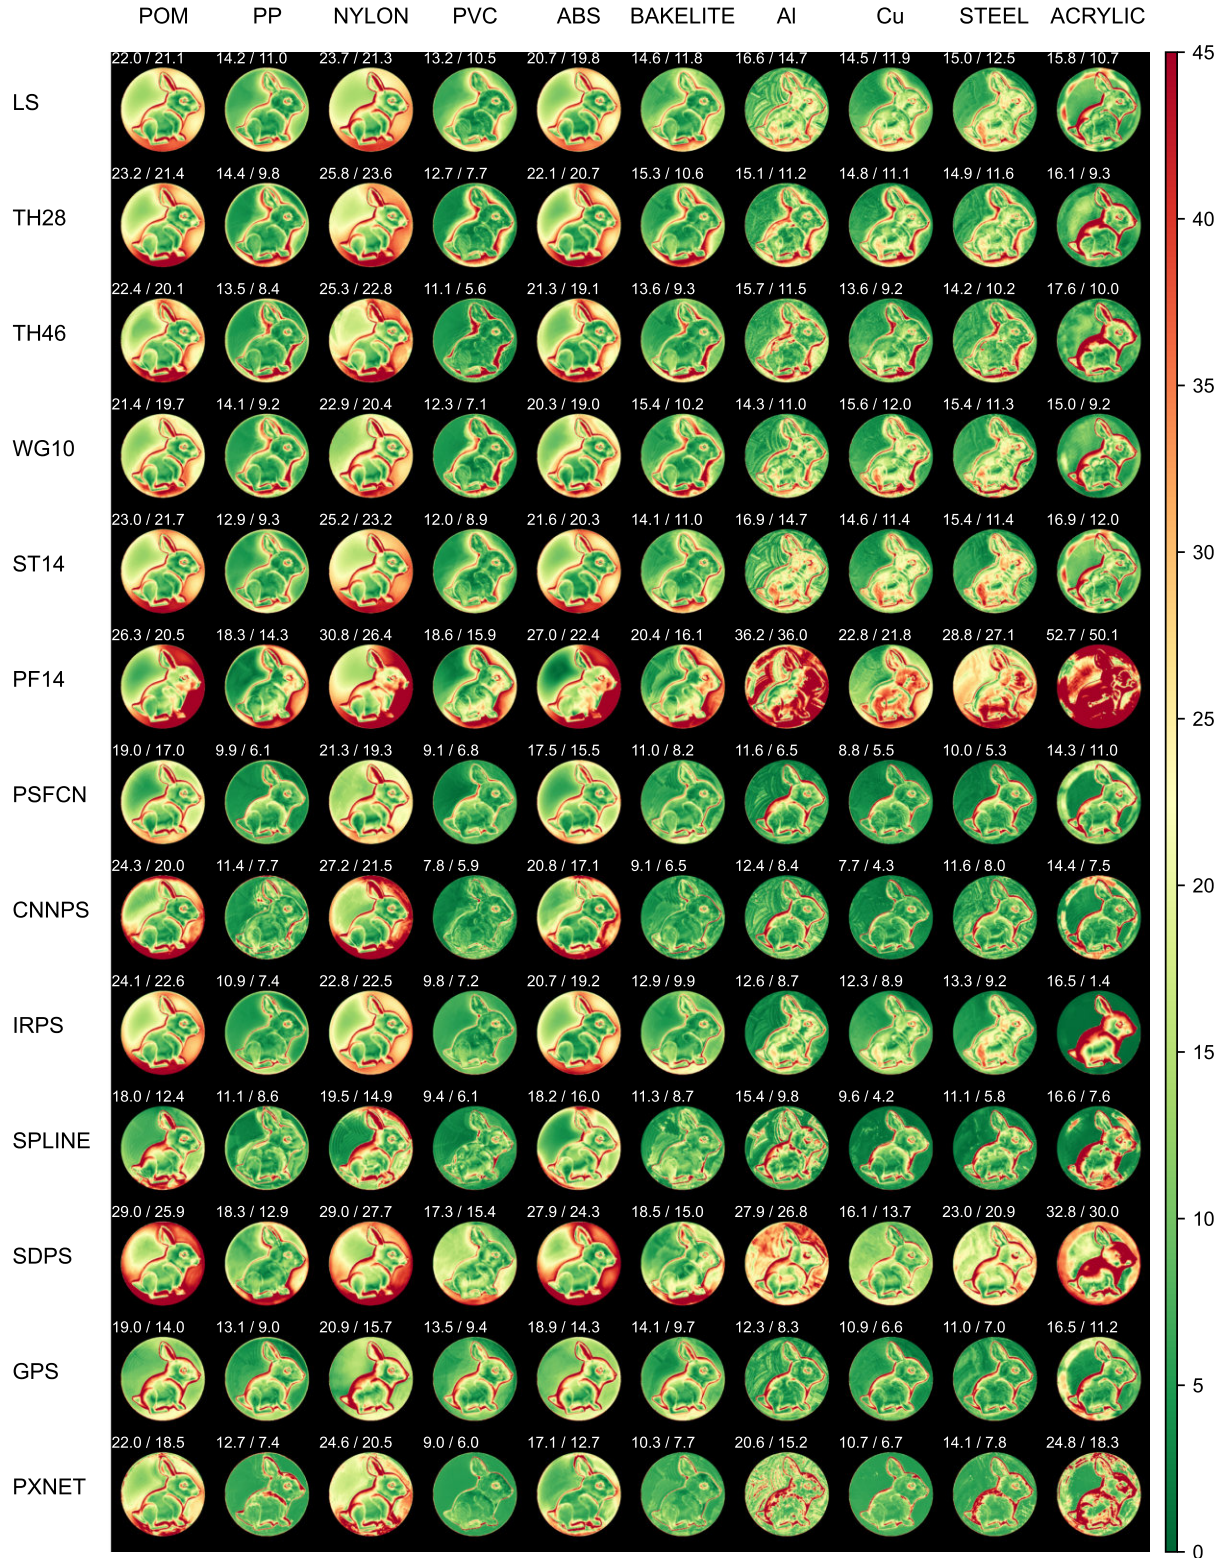 POM PP NYLON PVC ABS BAKELITE Al Cu STEEL ACRYLIC
22.0 / 21.1 14.2 / 11.0 23.7 / 21.3 13.2 / 10.5 20.7 / 19.8 14.6 / 11.8 16.6 / 14.7 14.5 / 11.9 15.0 / 12.5 15.8 / 10.7 45
LS
23.2 / 21.4 14.4 / 9.8 25.8 / 23.6 12.7 / 7.7 22.1 / 20.7 15.3 / 10.6 15.1 / 11.2 14.8 / 11.1 14.9 / 11.6 16.1 / 9.3
TH28 40
22.4 / 20.1 13.5 / 8.4 25.3 / 22.8 11.1 / 5.6 21.3 / 19.1 13.6 / 9.3 15.7 / 11.5 13.6 / 9.2 14.2 / 10.2 17.6 / 10.0
TH46
35
21.4 / 19.7 14.1 / 9.2 22.9 / 20.4 12.3 / 7.1 20.3 / 19.0 15.4 / 10.2 14.3 / 11.0 15.6 / 12.0 15.4 / 11.3 15.0 / 9.2
WG10
23.0 / 21.7 12.9 / 9.3 25.2 / 23.2 12.0 / 8.9 21.6 / 20.3 14.1 / 11.0 16.9 / 14.7 14.6 / 11.4 15.4 / 11.4 16.9 / 12.0
ST14 30
26.3 / 20.5 18.3 / 14.3 30.8 / 26.4 18.6 / 15.9 27.0 / 22.4 20.4 / 16.1 36.2 / 36.0 22.8 / 21.8 28.8 / 27.1 52.7 / 50.1
PF14
25
19.0 / 17.0 9.9 / 6.1 21.3 / 19.3 9.1 / 6.8 17.5 / 15.5 11.0 / 8.2 11.6 / 6.5 8.8 / 5.5 10.0 / 5.3 14.3 / 11.0
PSFCN
24.3 / 20.0 11.4 / 7.7 27.2 / 21.5 7.8 / 5.9 20.8 / 17.1 9.1 / 6.5 12.4 / 8.4 7.7 / 4.3 11.6 / 8.0 14.4 / 7.5
20
CNNPS
24.1 / 22.6 10.9 / 7.4 22.8 / 22.5 9.8 / 7.2 20.7 / 19.2 12.9 / 9.9 12.6 / 8.7 12.3 / 8.9 13.3 / 9.2 16.5 / 1.4
IRPS
15
18.0 / 12.4 11.1 / 8.6 19.5 / 14.9 9.4 / 6.1 18.2 / 16.0 11.3 / 8.7 15.4 / 9.8 9.6 / 4.2 11.1 / 5.8 16.6 / 7.6
SPLINE
29.0 / 25.9 18.3 / 12.9 29.0 / 27.7 17.3 / 15.4 27.9 / 24.3 18.5 / 15.0 27.9 / 26.8 16.1 / 13.7 23.0 / 20.9 32.8 / 30.0
10
SDPS
19.0 / 14.0 13.1 / 9.0 20.9 / 15.7 13.5 / 9.4 18.9 / 14.3 14.1 / 9.7 12.3 / 8.3 10.9 / 6.6 11.0 / 7.0 16.5 / 11.2
GPS
5
22.0 / 18.5 12.7 / 7.4 24.6 / 20.5 9.0 / 6.0 17.1 / 12.7 10.3 / 7.7 20.6 / 15.2 10.7 / 6.7 14.1 / 7.8 24.8 / 18.3
PXNET
0